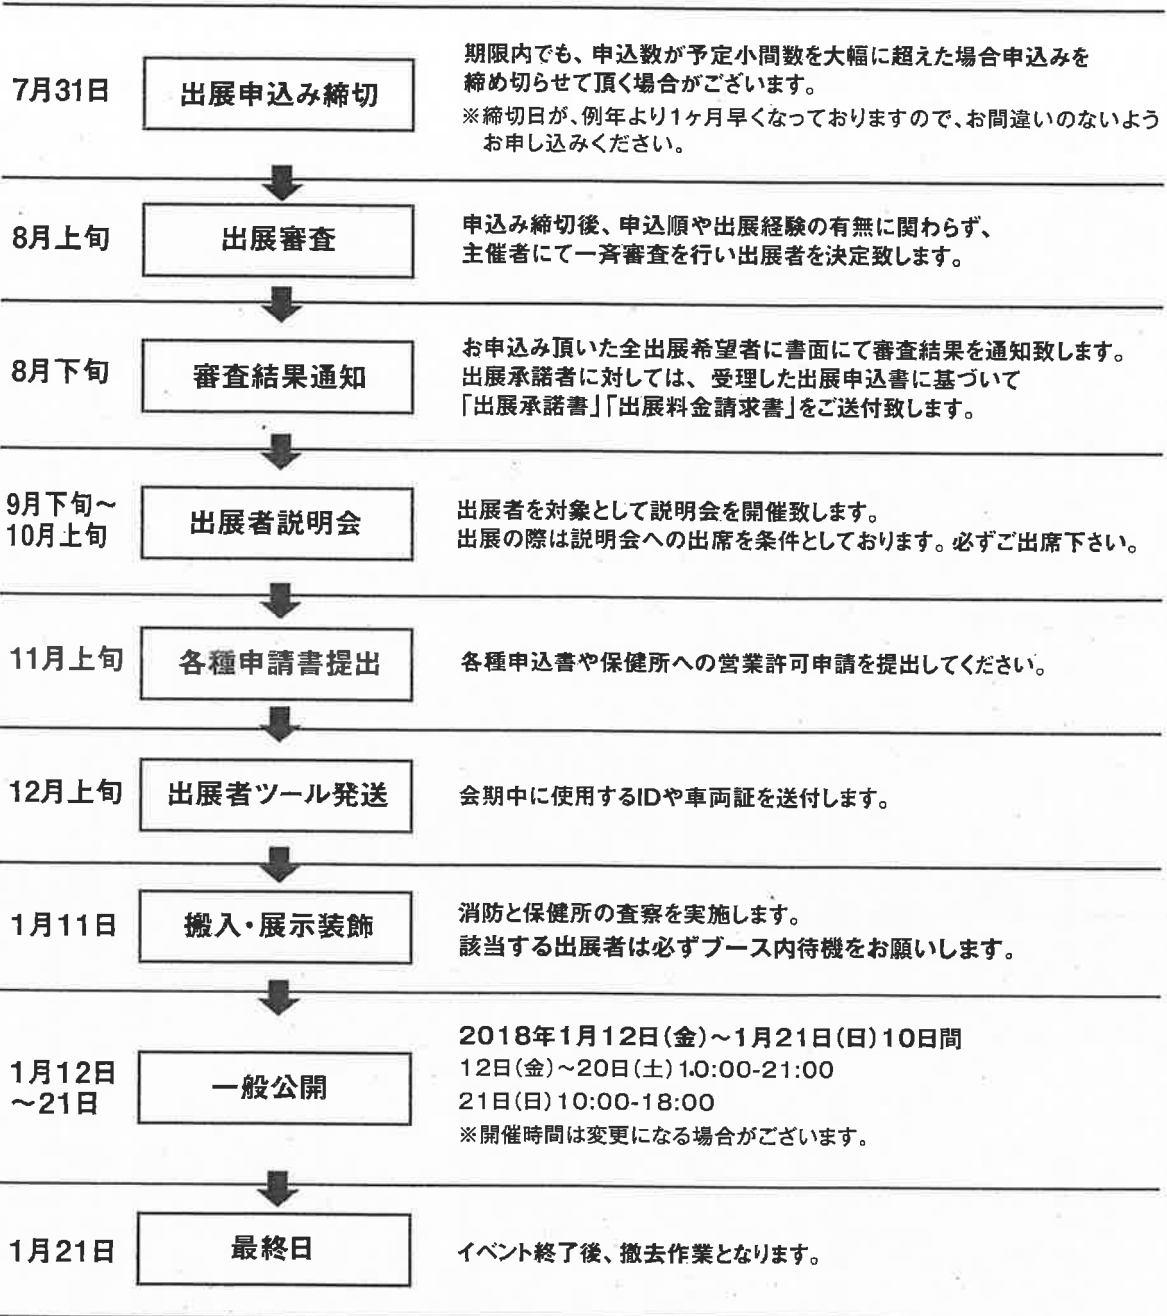 7月31日
出展申込み締切
期限内でも、申込数が予定小間数を大幅に超えた場合申込みを
締め切らせて頂く場合がございます。
※締切日が、例年より1ヶ月早くなっておりますので、お間違いのないよう
お申し込みください。
8月上旬
出展審査
申込み締切後、申込順や出展経験の有無に関わらず、
主催者にて一斉審査を行い出展者を決定致します。
8月下旬
審査結果通知
お申込み頂いた全出展希望者に書面にて審査結果を通知致します。
出展承諾者に対しては、受理した出展申込書に基づいて
「出展承諾書」「出展料金請求書」をご送付致します。
9月下旬～
10月上旬
出展者説明会
出展者を対象として説明会を開催致します。
出展の際は説明会への出席を条件としております。必ずご出席下さい。
11月上旬
各種申請書提出
各種申込書や保健所への営業許可申請を提出してください。
12月上旬
出展者ツール発送
会期中に使用するIDや車両証を送付します。
1月11日
搬入・展示装飾
消防と保健所の査察を実施します。
該当する出展者は必ずブース内待機をお願いします。
1月12日
～21日
一般公開
2018年1月12日(金)～1月21日(日)10日間
12日(金)～20日(土)10:00-21:00
21日(日)10:00-18:00
※開催時間は変更になる場合がございます。
1月21日
最終日
イベント終了後、撤去作業となります。